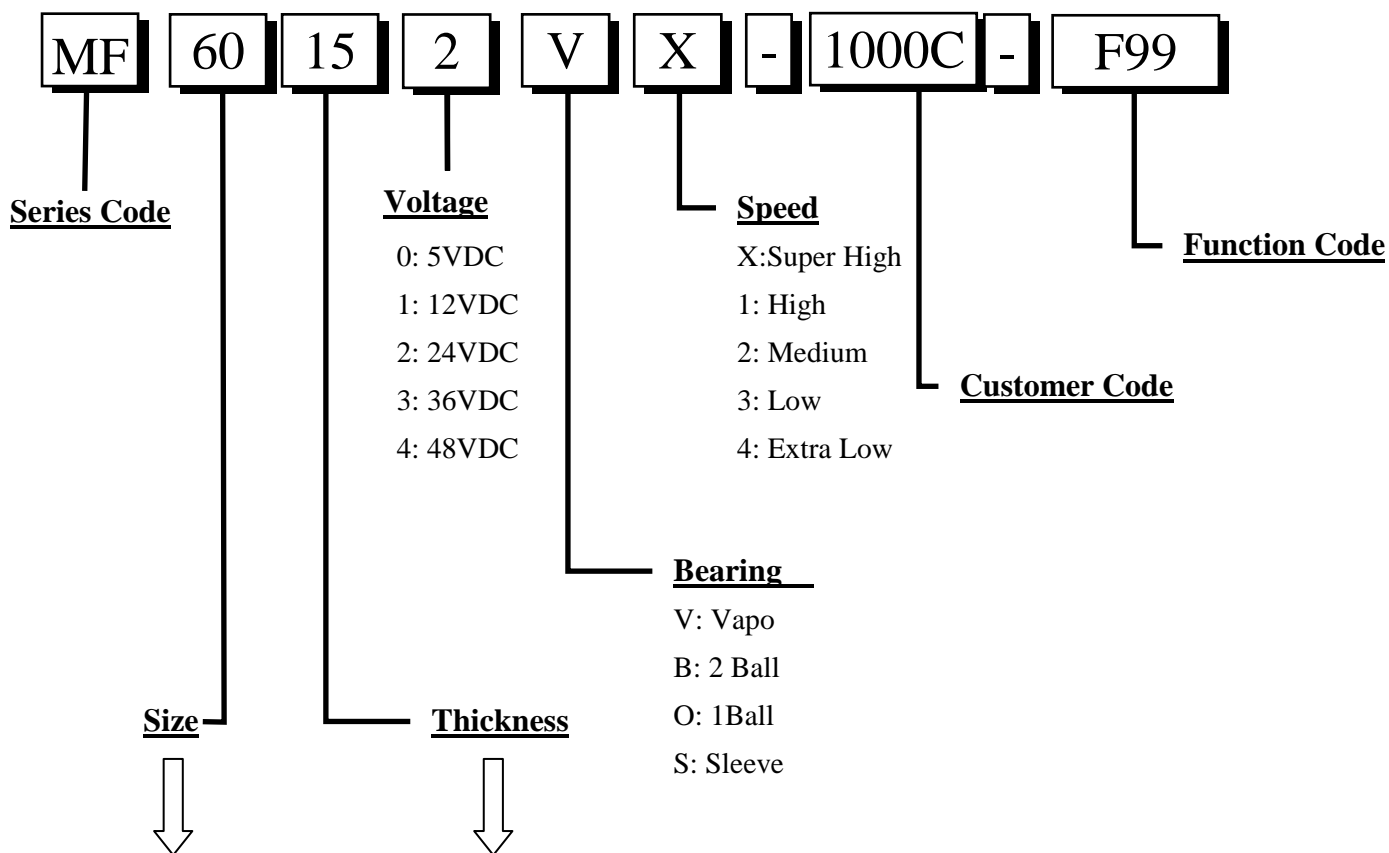 MF 60 15 2 V X - 1000C - F99
Series Code
Voltage
0: 5VDC
1: 12VDC
2: 24VDC
3: 36VDC
4: 48VDC
Speed
X:Super High
1: High
2: Medium
3: Low
4: Extra Low
Function Code
Customer Code
Bearing
V: Vapo
B: 2 Ball
O: 1Ball
S: Sleeve
Size
Thickness